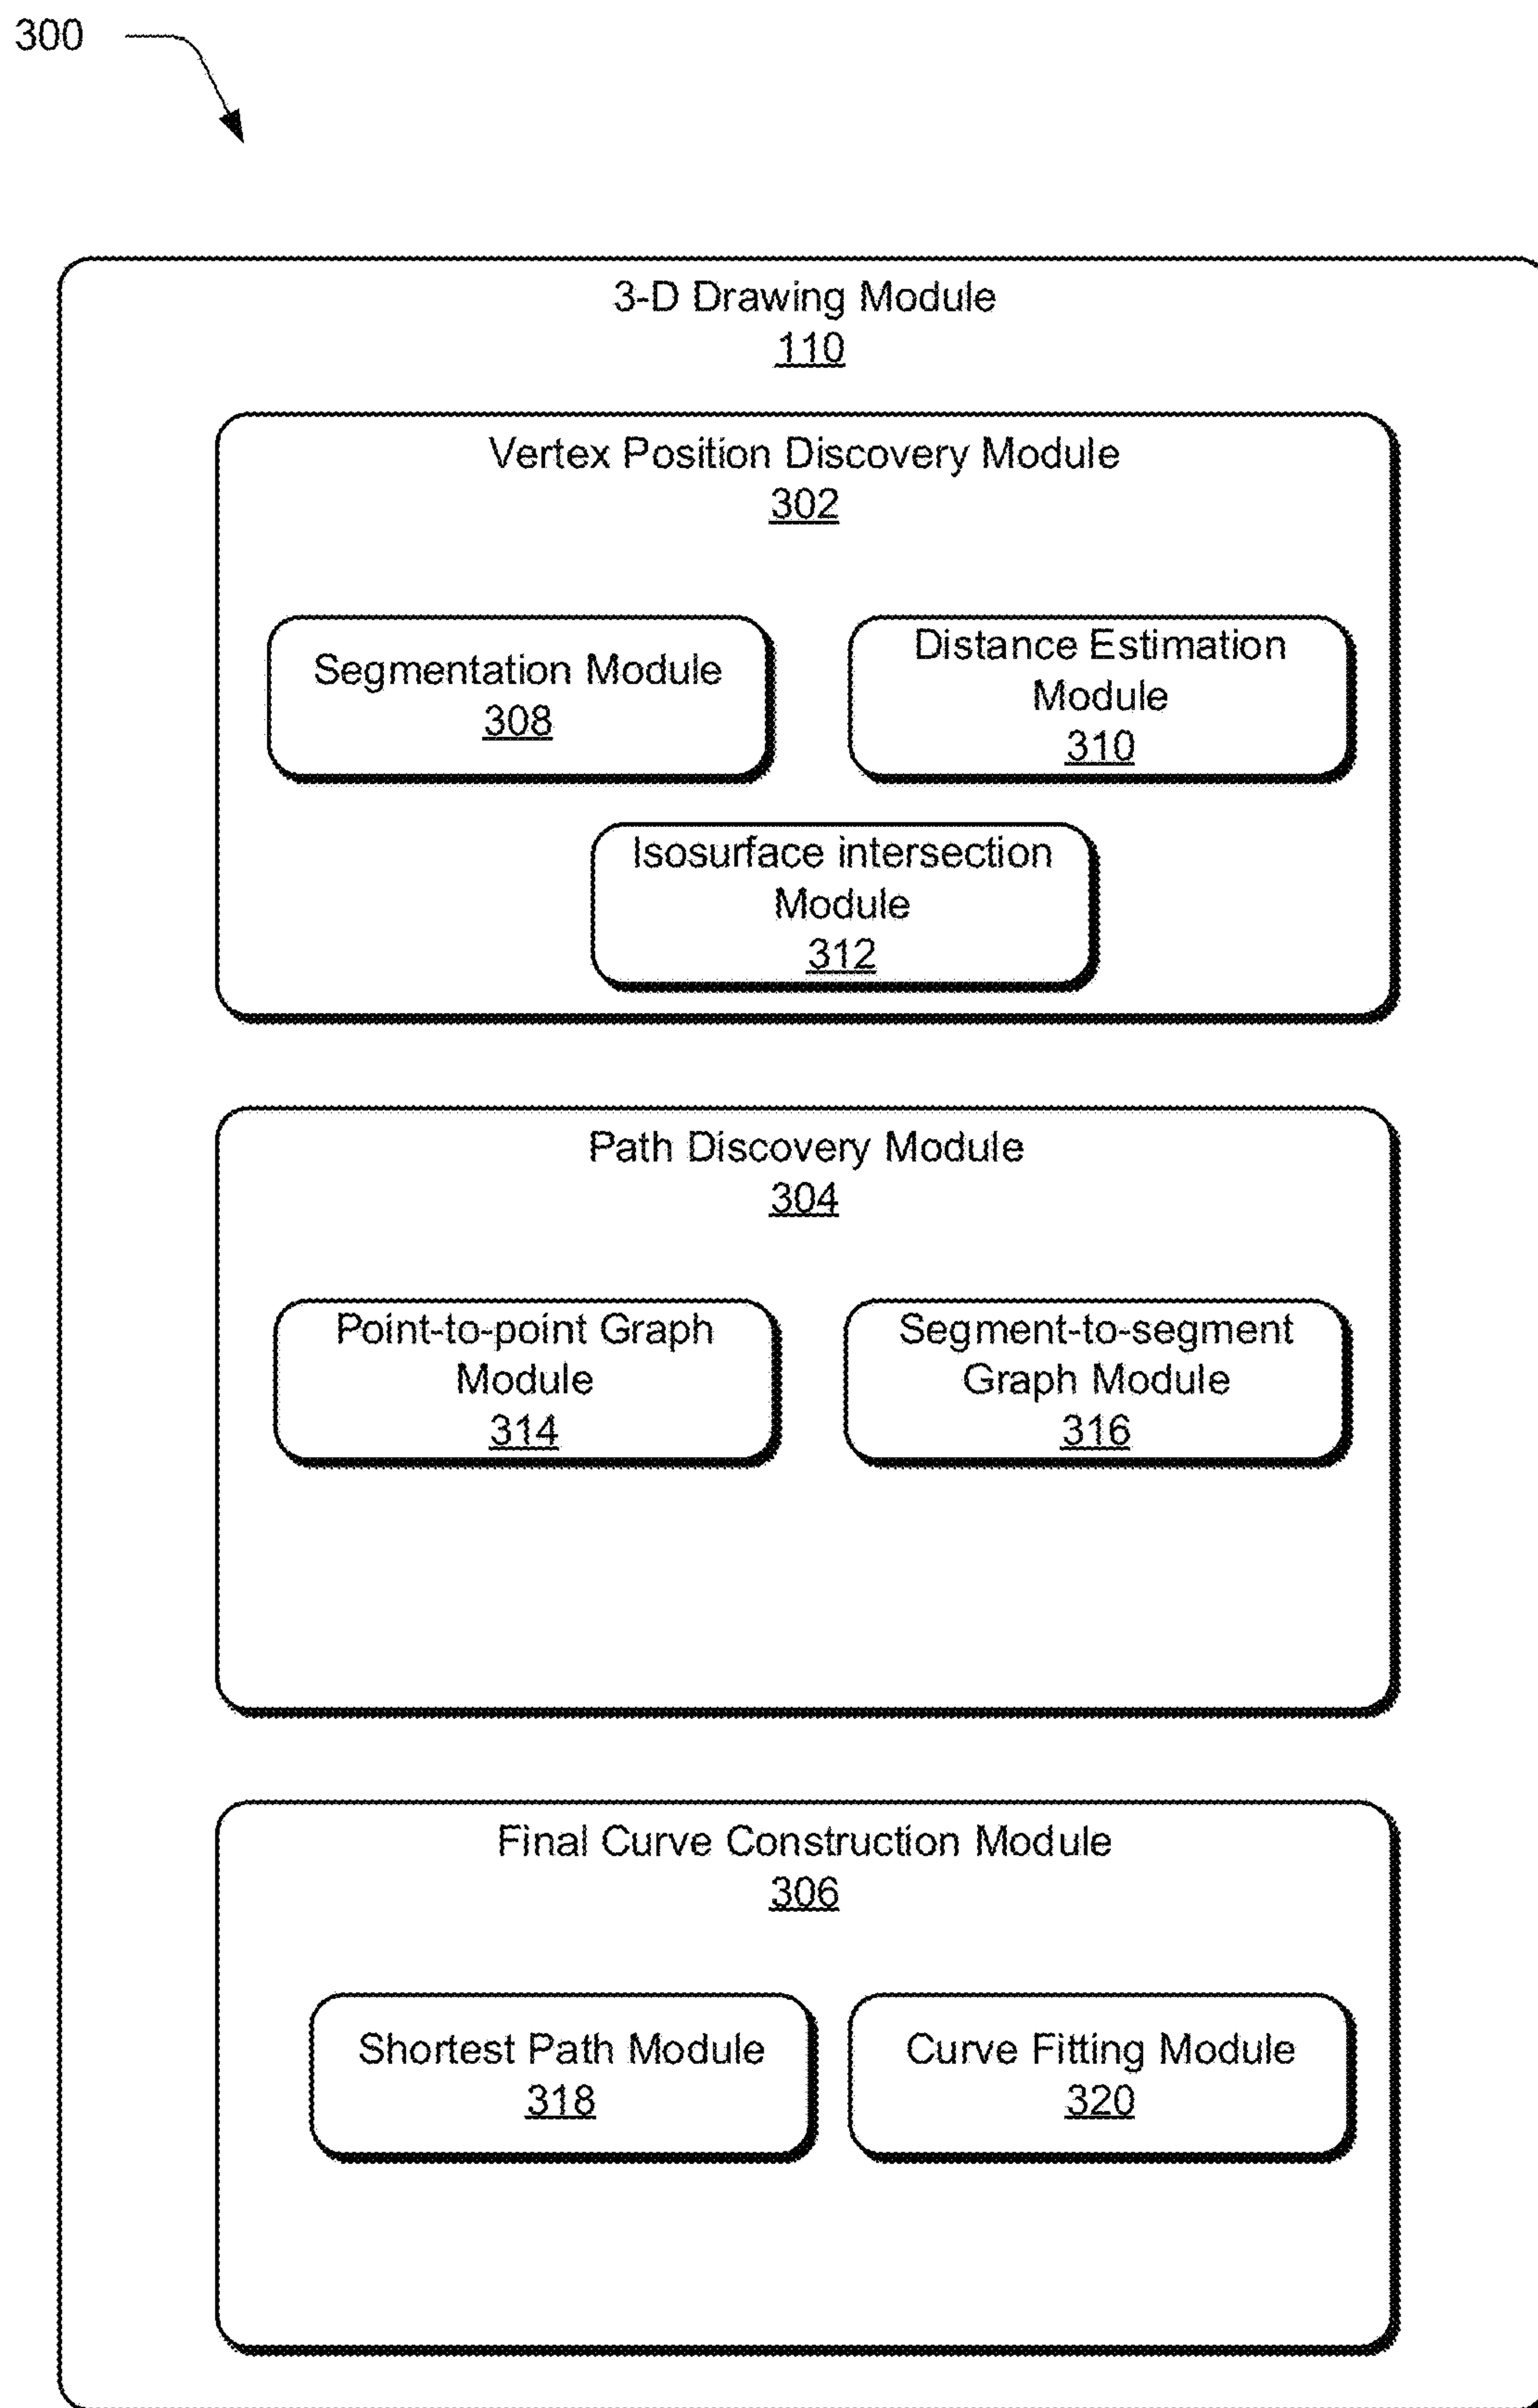 300
3-D Drawing Module
110
Vertex Position Discovery Module
302
Segmentation Module
308
Distance Estimation
Module
310
Isosurface intersection
Module
312
Path Discovery Module
304
Point-to-point Graph
Module
314
Segment-to-segment
Graph Module
316
Final Curve Construction Module
306
Shortest Path Module
318
Curve Fitting Module
320